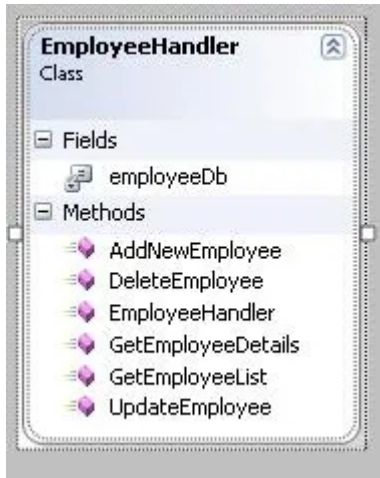 EmployeeHandler
Class
Fields
employeeDb
Methods
AddNewEmployee
DeleteEmployee
EmployeeHandler
GetEmployeeDetails
GetEmployeeList
UpdateEmployee